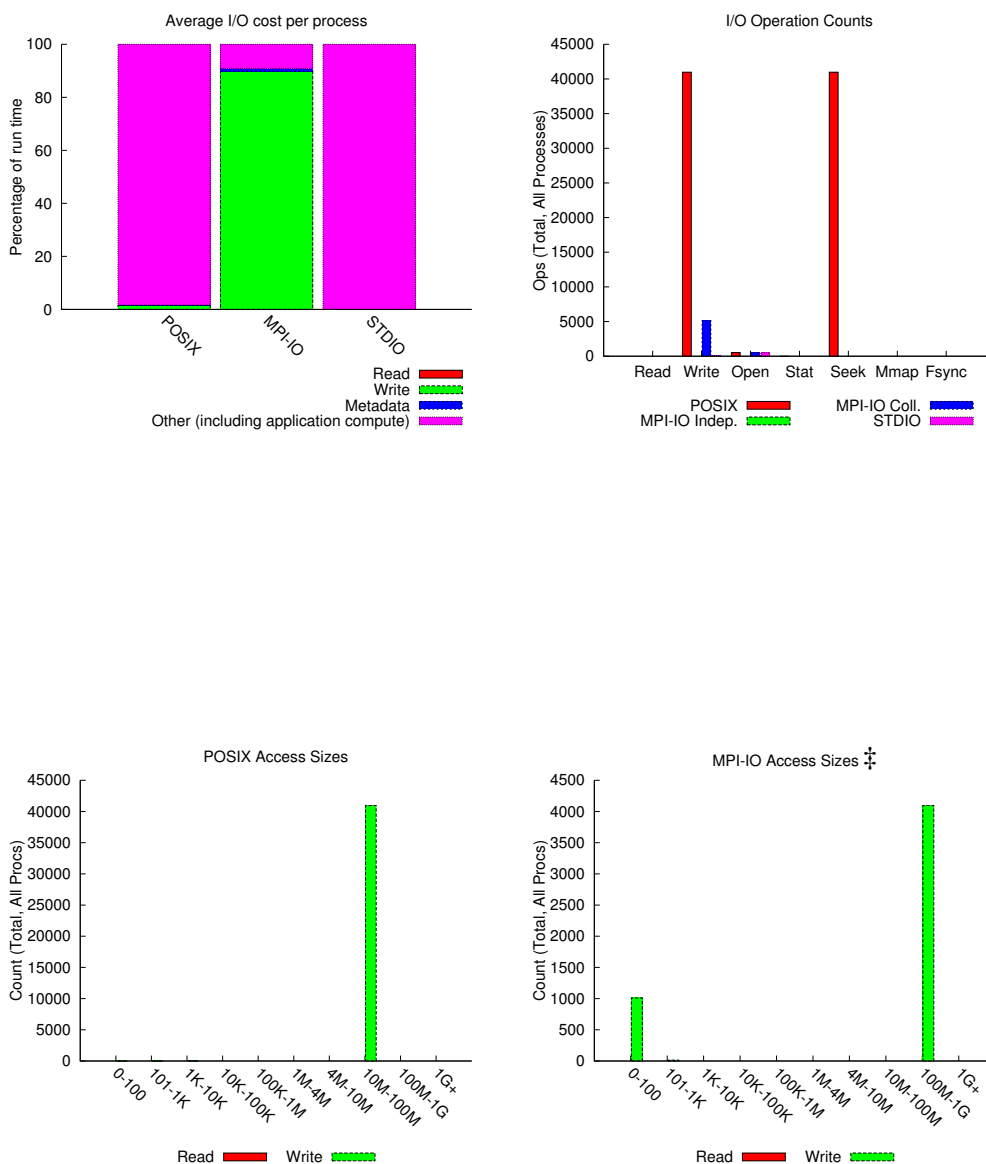 Average I/O cost per process
Percentage of run time
100
80
60
40
20
0
POSIX
MPI-IO
STDIO
Read
Write
Metadata
Other (including application compute)
I/O Operation Counts
Ops (Total, All Processes)
45000
40000
35000
30000
25000
20000
15000
10000
5000
0
Read Write Open Stat Seek Mmap Fsync
POSIX
MPI-IO Indep.
MPI-IO Coll.
STDIO
POSIX Access Sizes
Count (Total, All Procs)
45000
40000
35000
30000
25000
20000
15000
10000
5000
0
0-100
101-1K
1K-10K
10K-100K
100K-1M
1M-4M
4M-10M
10M-100M
100M-1G
1G+
Read Write
MPI-IO Access Sizes ‡
Count (Total, All Procs)
4500
4000
3500
3000
2500
2000
1500
1000
500
0
0-100
101-1K
1K-10K
10K-100K
100K-1M
1M-4M
4M-10M
10M-100M
100M-1G
1G+
Read Write